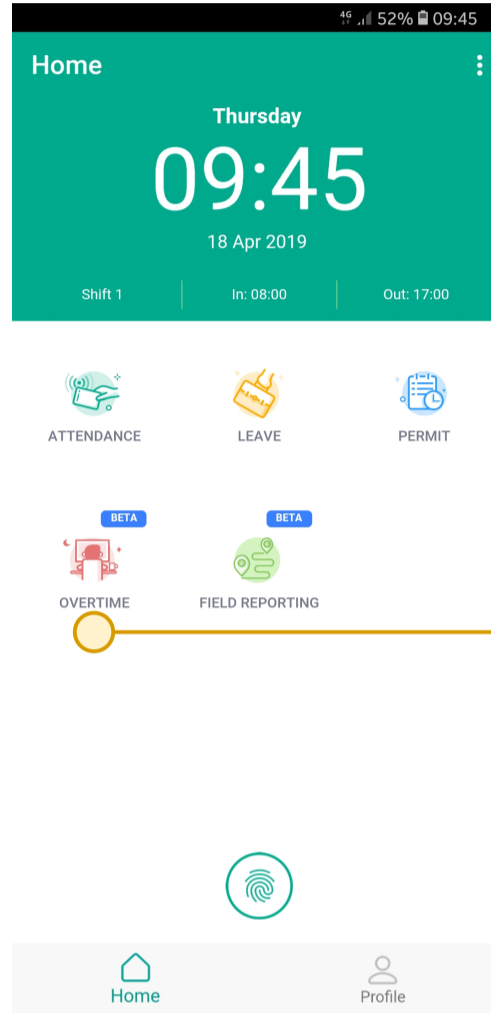 4G 52% 09:45
Home
Thursday
09:45
18 Apr 2019
Shift 1 In: 08:00 Out: 17:00
ATTENDANCE LEAVE PERMIT
BETA BETA
OVERTIME FIELD REPORTING
Home Profile